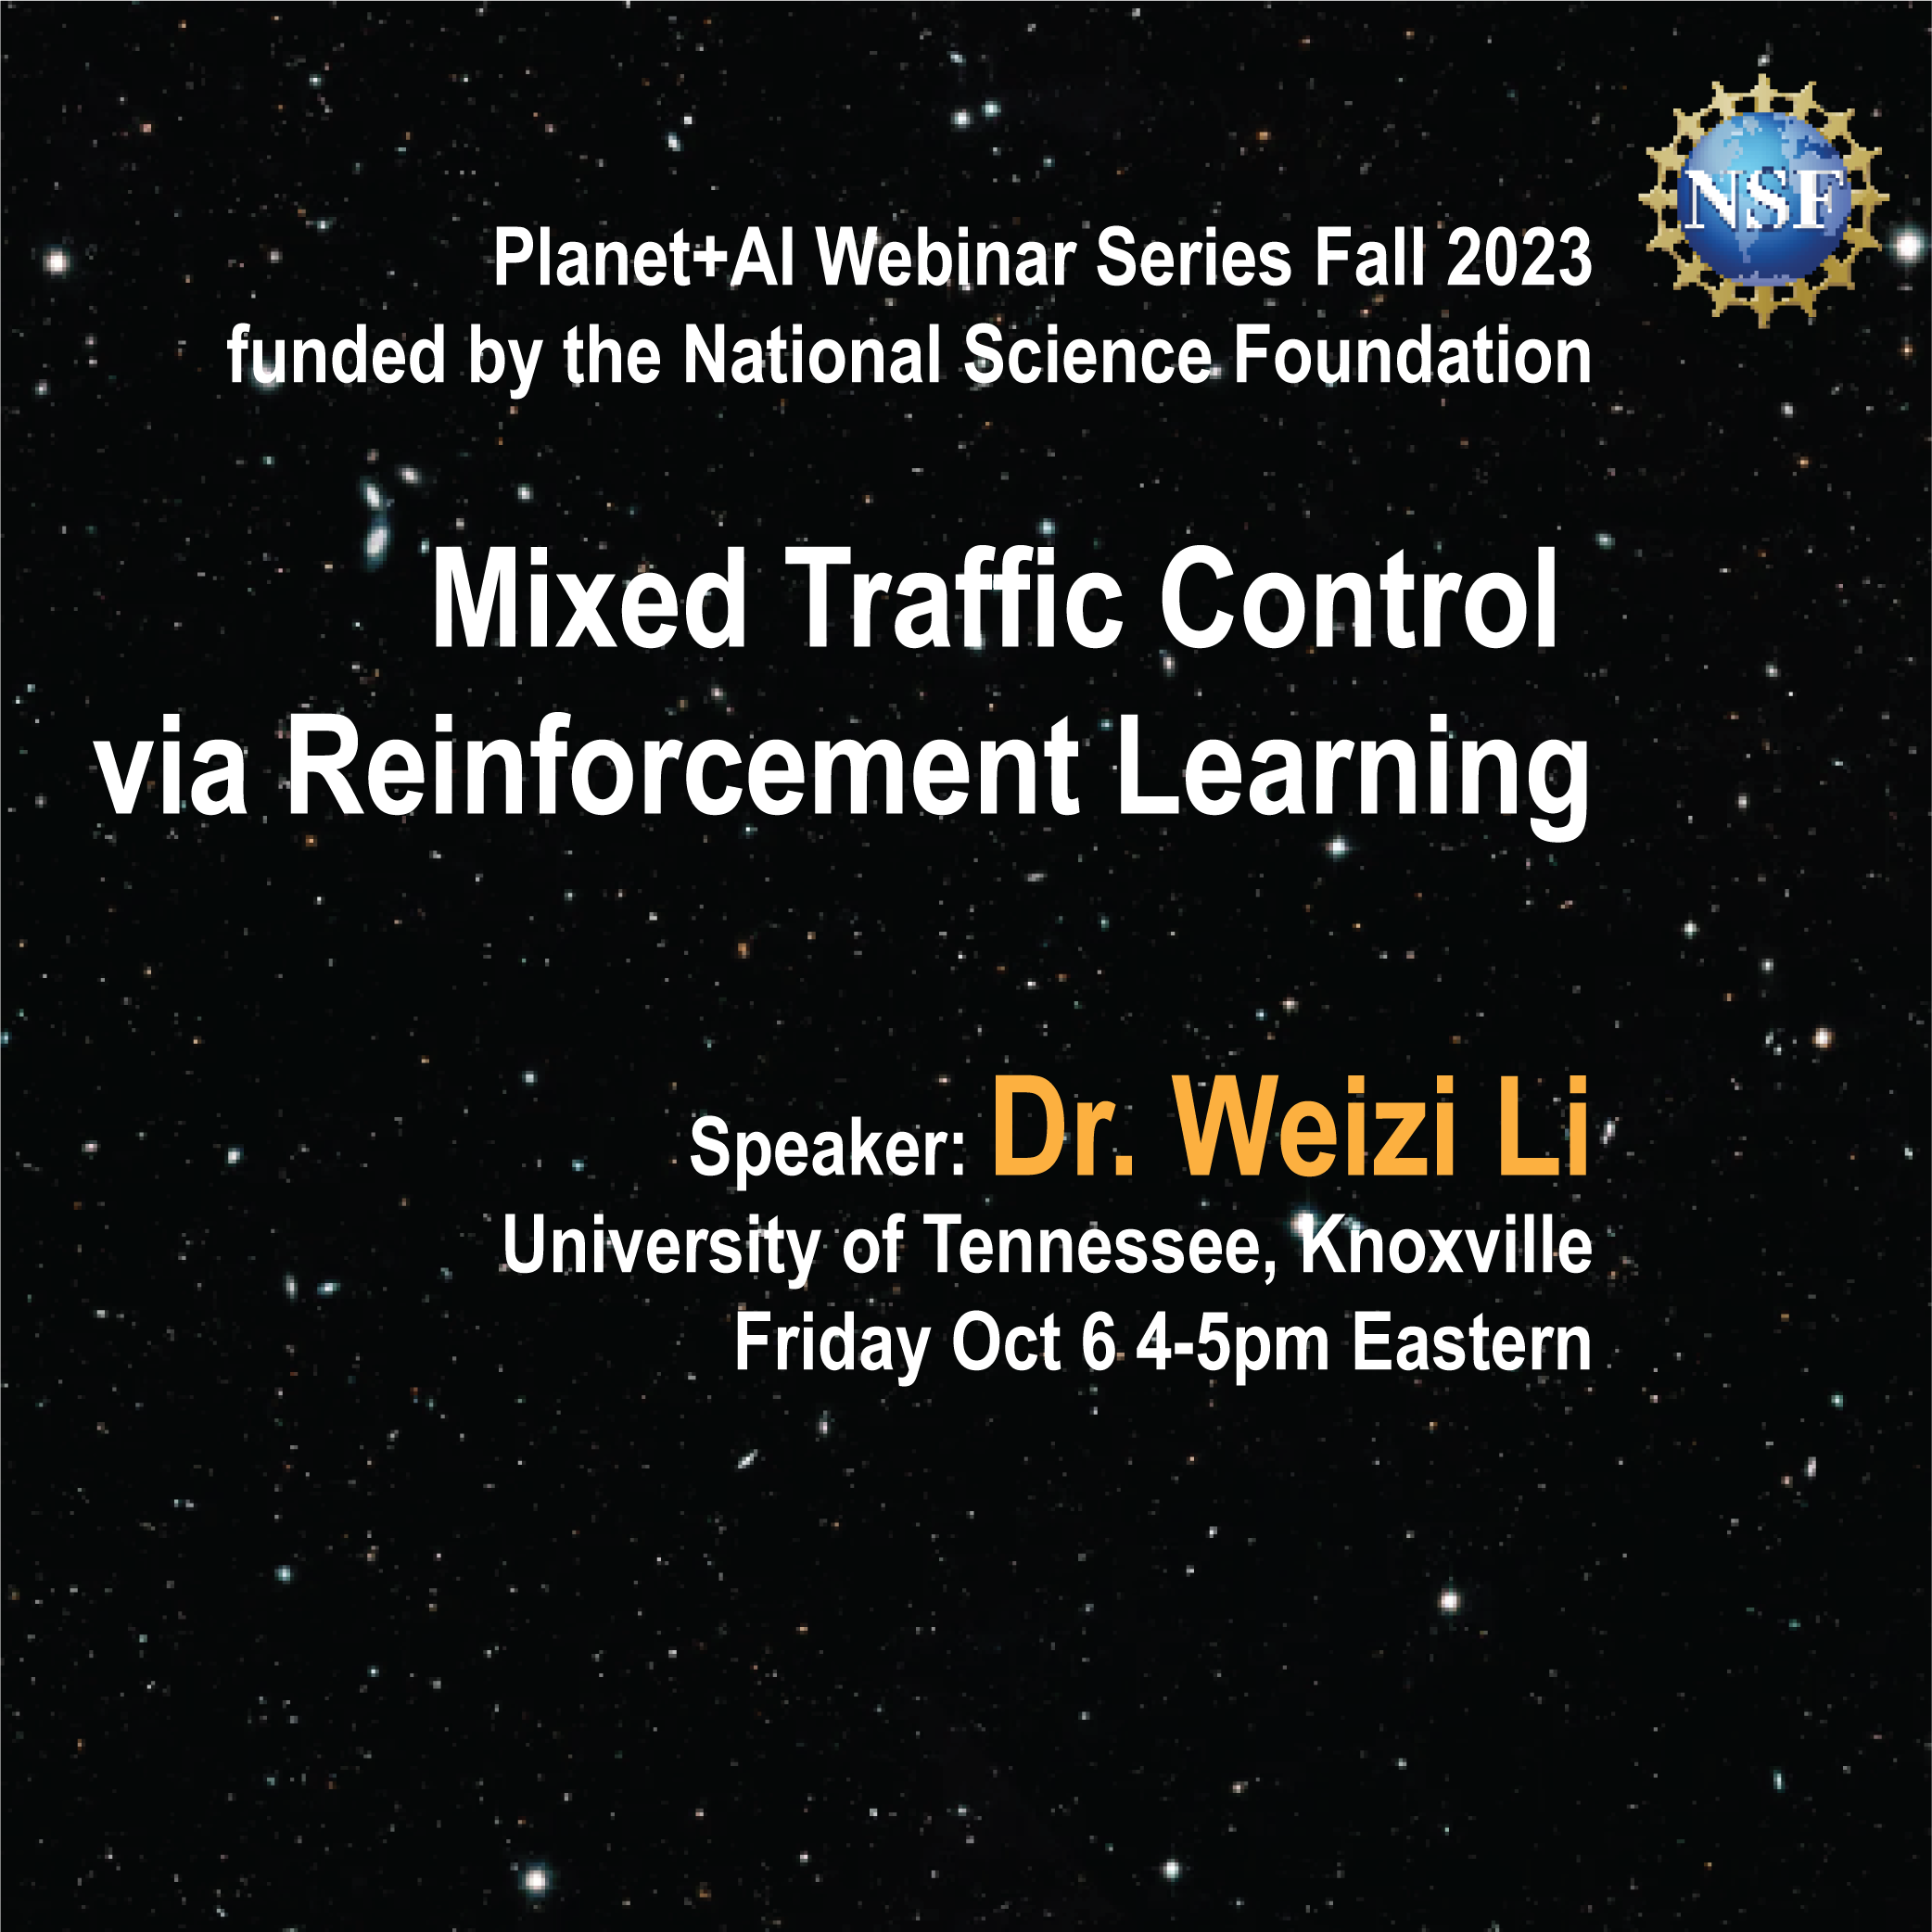 NSF
Planet+AI Webinar Series Fall 2023
funded by the National Science Foundation
Mixed Traffic Control
via Reinforcement Learning
Speaker: Dr. Weizi Li
University of Tennessee, Knoxville
Friday Oct 6 4-5pm Eastern